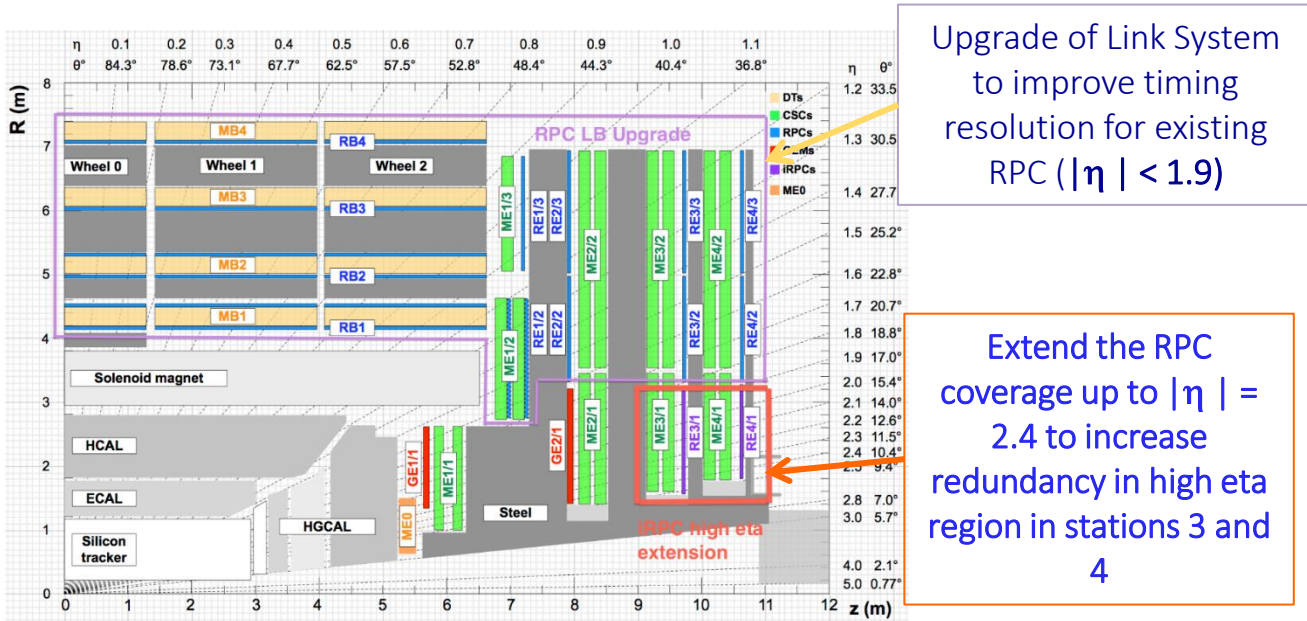 η 0.1 0.2 0.3 0.4 0.5 0.6 0.7 0.8 0.9 1.0 1.1
θ° 84.3° 78.6° 73.1° 67.7° 62.5° 57.5° 52.8° 48.4° 44.3° 40.4° 36.8°
η θ°
R (m)
8
7
6
5
4
3
2
1
0
1.2 33.5
1.3 30.5
1.4 27.7
1.5 25.2°
1.6 22.8°
1.7 20.7°
1.8 18.8°
1.9 17.0°
2.0 15.4°
2.1 14.0°
2.2 12.6°
2.3 11.5°
2.4 10.4°
9.4°
2.8 7.0°
3.0 5.7°
4.0 2.1°
5.0 0.77°
DTs
CSCs
RPCs
GEMs
iRPCs
ME0
RPC LB Upgrade
MB4
RB4
Wheel 0 Wheel 1 Wheel 2
MB3
RB3
MB2
RB2
MB1
RB1
Solenoid magnet
HCAL
ECAL
HGCAL
Silicon
tracker
Steel
ME1/3
RE1/3
RE2/3
ME2/2
ME3/2
RE3/3
ME4/2
RE4/3
ME1/2
RE1/2
RE2/2
RE3/2
RE4/2
GE1/1
ME1/1
ME0
GE2/1
ME2/1
ME3/1
RE3/1
ME4/1
RE4/1
iRPC high eta
extension
0 1 2 3 4 5 6 7 8 9 10 11 12
z (m)
Upgrade of Link System
to improve timing
resolution for existing
RPC (|η | < 1.9)
Extend the RPC
coverage up to |η | =
2.4 to increase
redundancy in high eta
region in stations 3 and
4